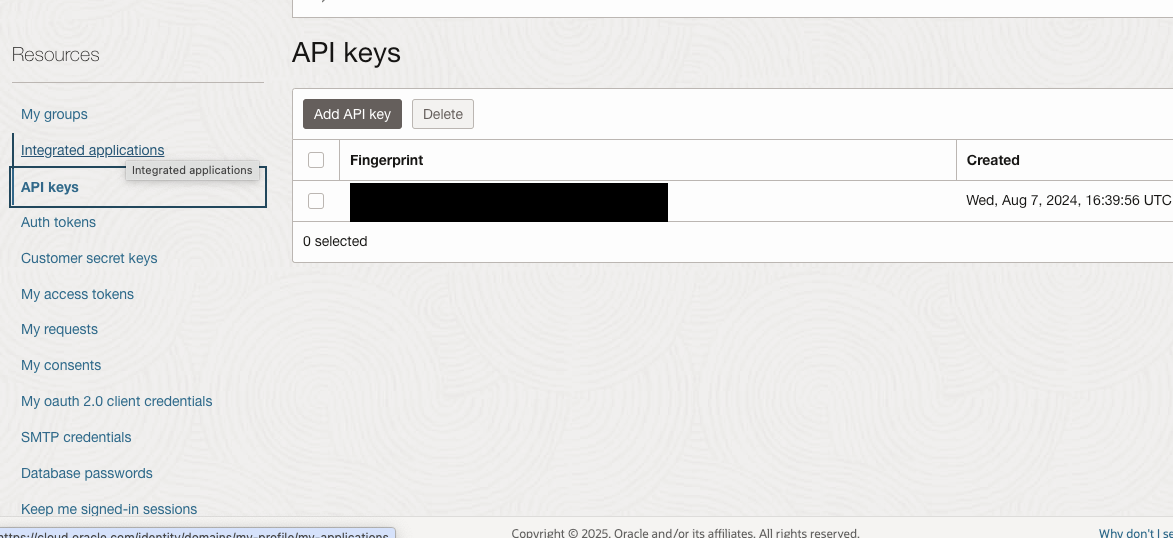 Resources
My groups
Integrated applications
Integrated applications
API keys
Auth tokens
Customer secret keys
My access tokens
My requests
My consents
My oauth 2.0 client credentials
SMTP credentials
Database passwords
Keep me signed-in sessions
API keys
Add API key Delete
Fingerprint Created
Wed, Aug 7, 2024, 16:39:56 UTC
0 selected
https://cloud.oracle.com/identity/domains/my-profile/my-applications
Copyright © 2025, Oracle and/or its affiliates. All rights reserved.
Why don't I